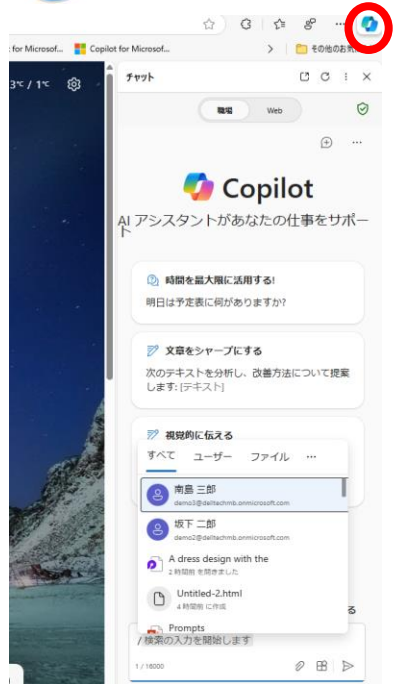 t for Microsof...
Copilot for Microsof...
その他のお気
3℃ / 1℃
チャット
職場
Web
Copilot
AI アシスタントがあなたの仕事をサポート
時間を最大限に活用する!
明日は予定表に何がありますか?
文章をシャープにする
次のテキストを分析し、改善方法について提案
します: [テキスト]
視覚的に伝える
すべて
ユーザー
ファイル
...
南島 三郎
demo3@delltechmb.onmicrosoft.com
坂下 二郎
demo2@delltechmb.onmicrosoft.com
A dress design with the
2 時間前 を開きました
Untitled-2.html
4 時間前 に作成
Prompts
る
/検索の入力を開始します
1 / 16000